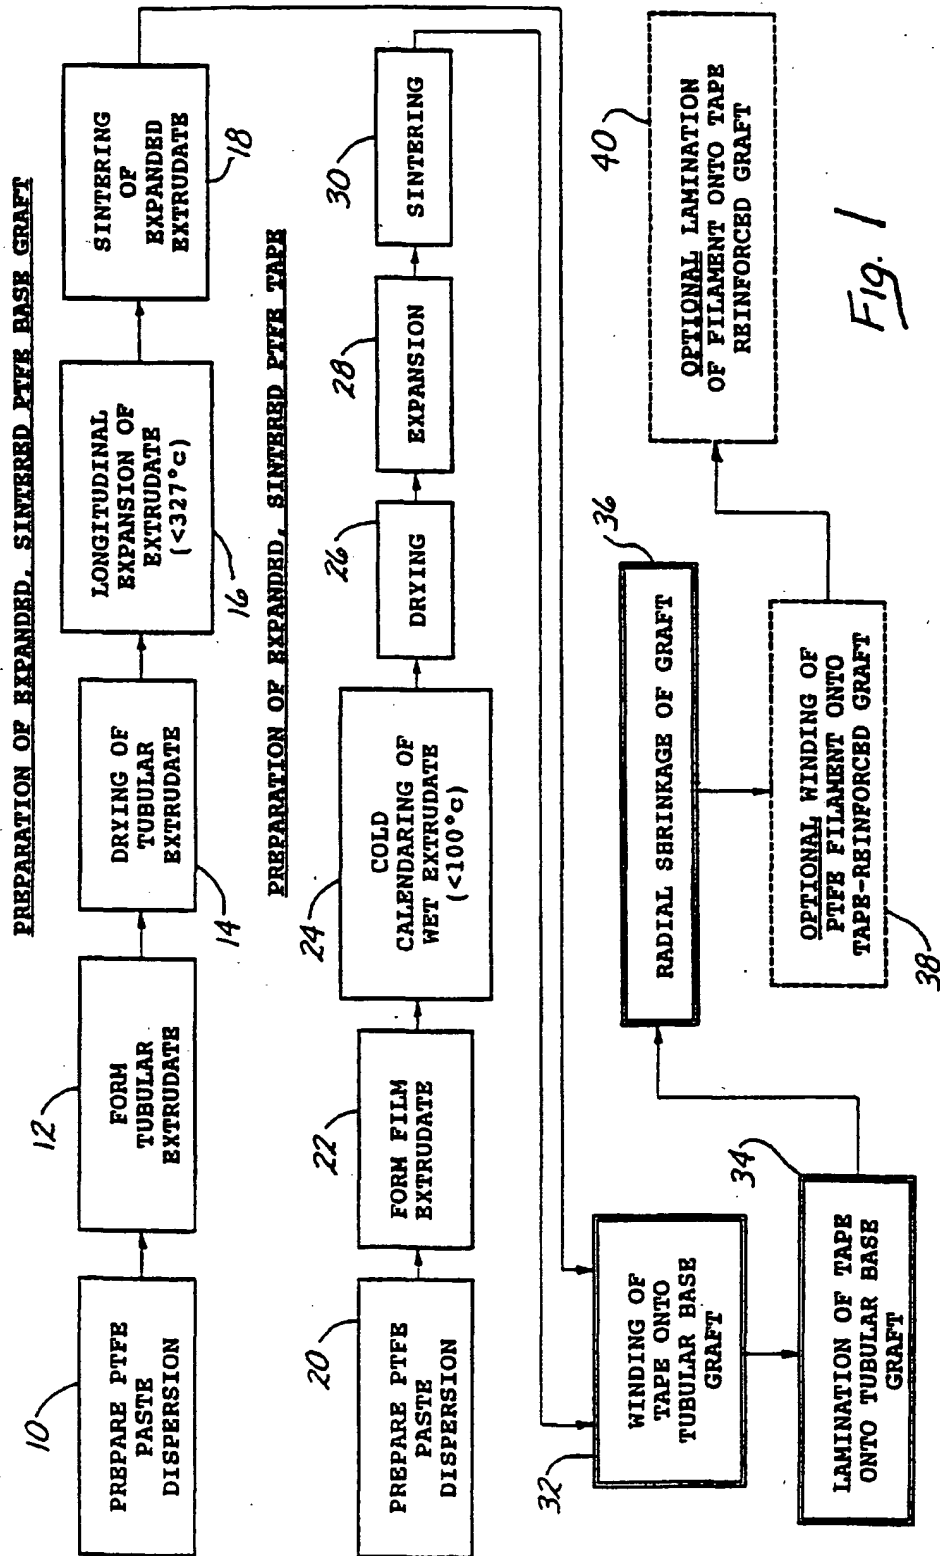 PREPARATION OF EXPANDED, SINTERED PTFE BASE GRAFT
10
PREPARE PTFE
PASTE
DISPERSION
12
FORM
TUBULAR
EXTRUDATE
DRYING OF
TUBULAR
EXTRUDATE
14
LONGITUDINAL
EXPANSION OF
EXTRUDATE
(<327°C)
16
SINTERING
OF
EXPANDED
EXTRUDATE
18
PREPARATION OF EXPANDED, SINTERED PTFE TAPE
20
PREPARE PTFE
PASTE
DISPERSION
22
FORM FILM
EXTRUDATE
24
COLD
CALENDARING OF
WET EXTRUDATE
(<100°C)
26
DRYING
28
EXPANSION
30
SINTERING
32
WINDING OF
TAPE ONTO
TUBULAR BASE
GRAFT
34
LAMINATION OF TAPE
ONTO TUBULAR BASE
GRAFT
36
RADIAL SHRINKAGE OF GRAFT
OPTIONAL WINDING OF
PTFE FILAMENT ONTO
TAPE-REINFORCED GRAFT
38
40
OPTIONAL LAMINATION
OF FILAMENT ONTO TAPE
REINFORCED GRAFT
Fig. 1